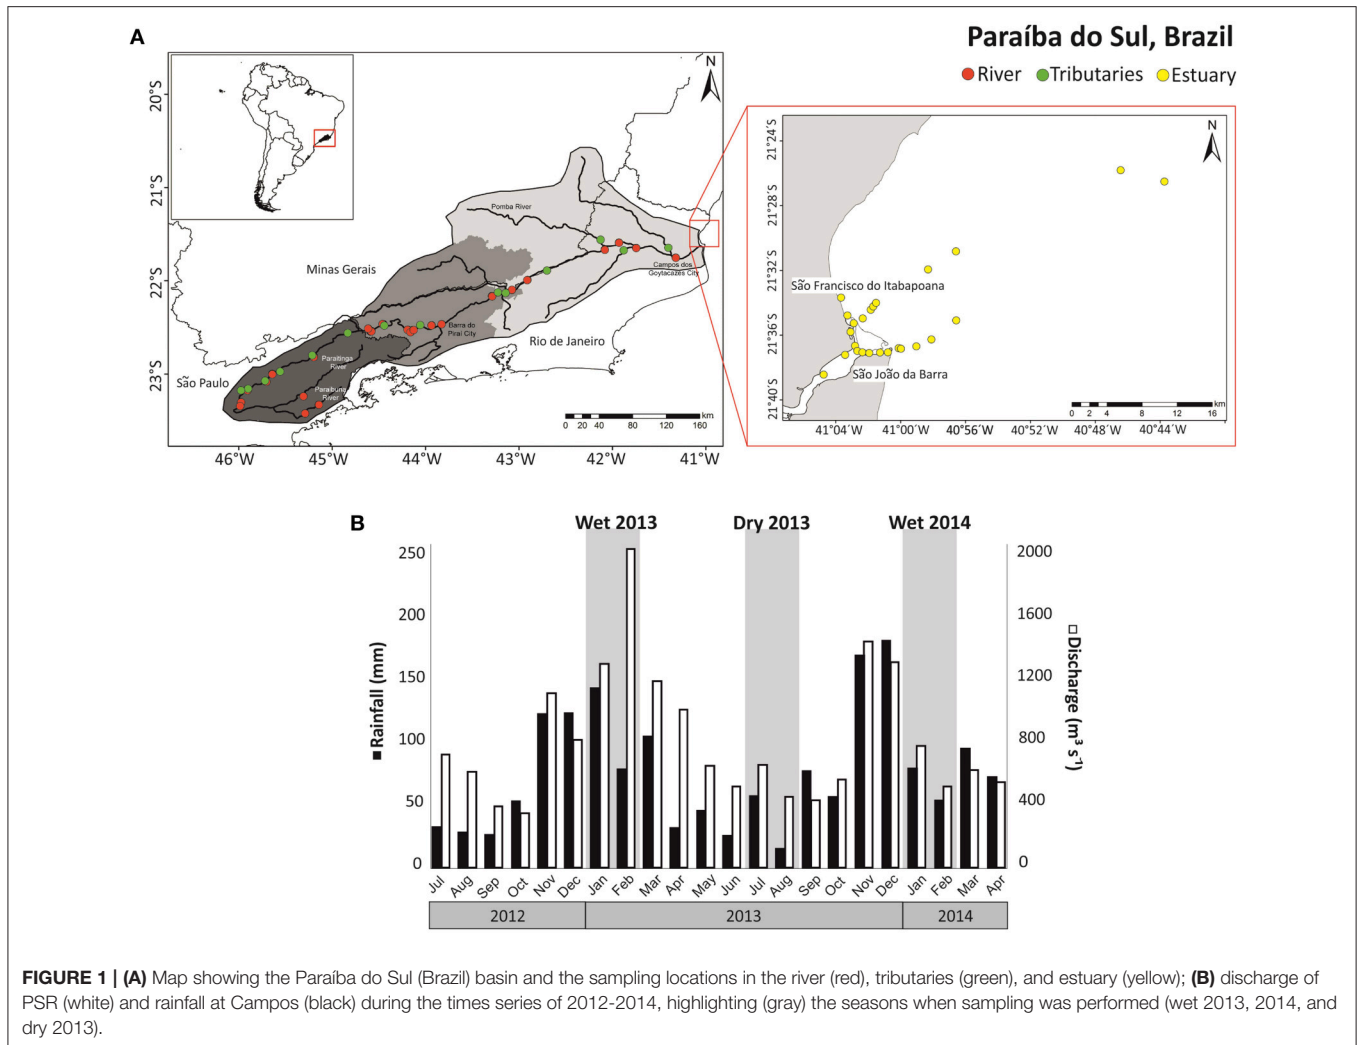 A
Paraíba do Sul, Brazil
River Tributaries Estuary
N
20°S
21°S
22°S
23°S
Pomba River
Minas Gerais
Campos dos
Goytacazes City
Barra do
Piraí City
Rio de Janeiro
Paraitinga
River
São Paulo
Paraibuna
River
km
0 20 40 80 120 160
46°W 45°W 44°W 43°W 42°W 41°W
N
21°24'S
21°28'S
21°32'S
21°36'S
21°40'S
São Francisco do Itabapoana
São João da Barra
km
0 2 4 8 12 16
41°04'W 41°00'W 40°56'W 40°52'W 40°48'W 40°44'W
B
Wet 2013 Dry 2013 Wet 2014
Rainfall (mm)
250
200
150
100
50
0
2000
1600
1200
800
400
0
Discharge (m³ s⁻¹)
Jul Aug Sep Oct Nov Dec Jan Feb Mar Apr May Jun Jul Aug Sep Oct Nov Dec Jan Feb Mar Apr
2012 2013 2014
FIGURE 1 | (A) Map showing the Paraíba do Sul (Brazil) basin and the sampling locations in the river (red), tributaries (green), and estuary (yellow); (B) discharge of
PSR (white) and rainfall at Campos (black) during the times series of 2012-2014, highlighting (gray) the seasons when sampling was performed (wet 2013, 2014, and
dry 2013).